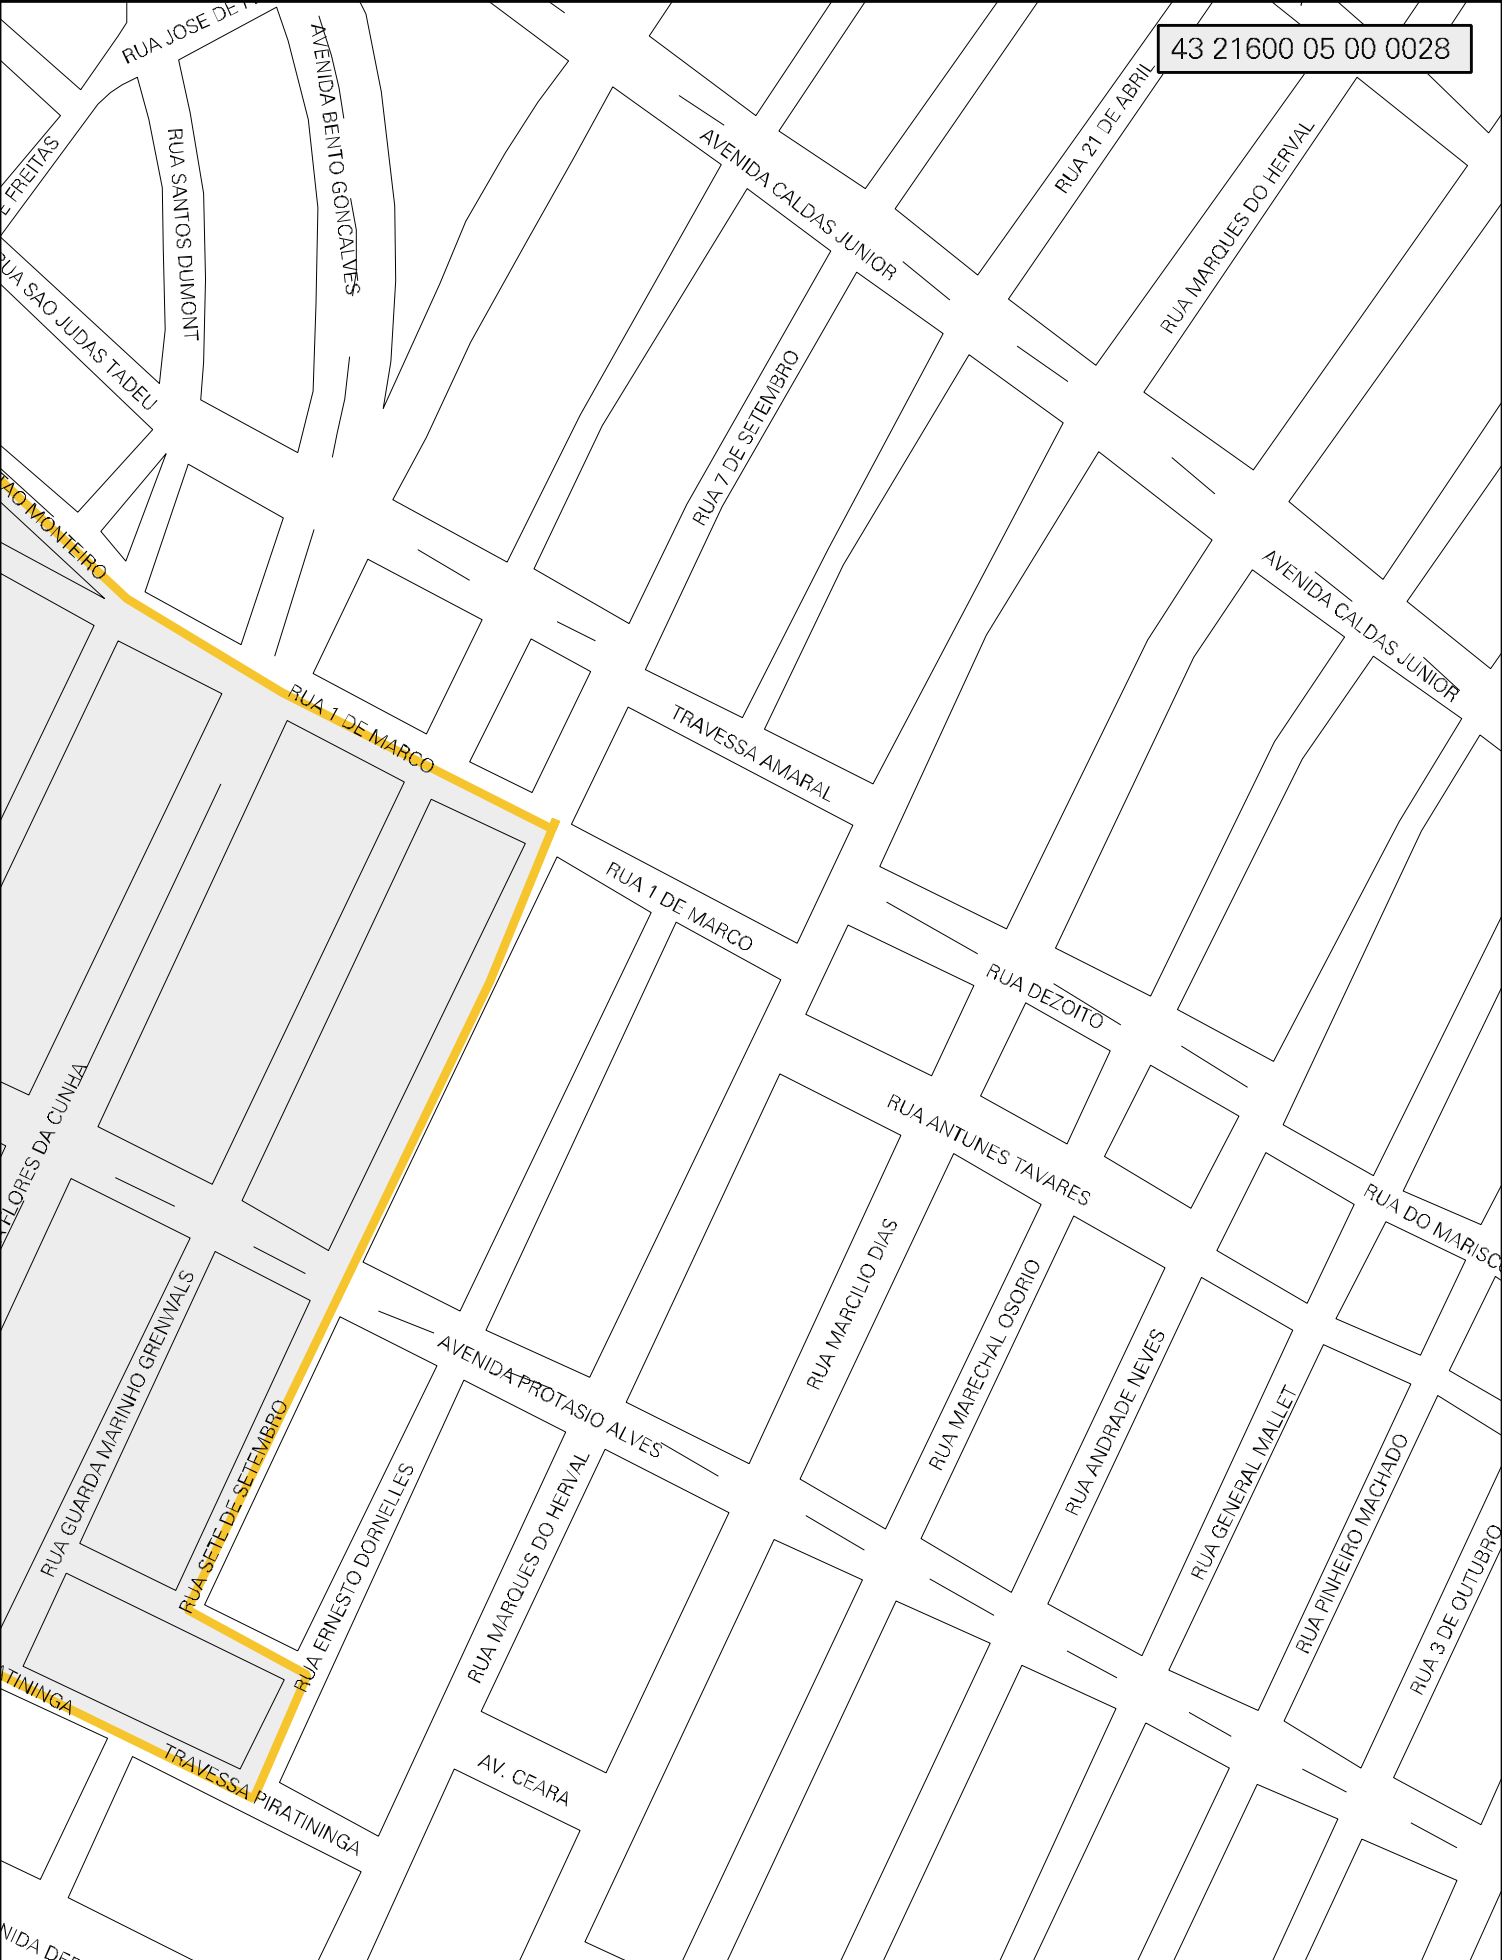 43 21600 05 00 0028
RUA JOSE DE
AVENIDA BENTO GONCALVES
RUA SANTOS DUMONT
FREITAS
RUA SAO JUDAS TADEU
AVENIDA CALDAS JUNIOR
RUA 21 DE ABRIL
RUA MARQUES DO HERVAL
RUA 7 DE SETEMBRO
MONTEIRO
AVENIDA CALDAS JUNIOR
RUA 1 DE MARCO
TRAVESSA AMARAL
RUA 1 DE MARCO
RUA DEZOITO
RUA ANTUNES TAVARES
FLORES DA CUNHA
RUA DO MARISCO
RUA MARCILIO DIAS
RUA MARECHAL OSORIO
RUA GUARDA MARINHO GRENWALS
AVENIDA PROTASIO ALVES
RUA ANDRADE NEVES
RUA GENERAL MALLET
RUA SETE DE SETEMBRO
RUA ERNESTO DORNELLES
RUA MARQUES DO HERVAL
RUA PINHEIRO MACHADO
RUA 3 DE OUTUBRO
ATININGA
TRAVESSA PIRATININGA
AV. CEARA
NIDA